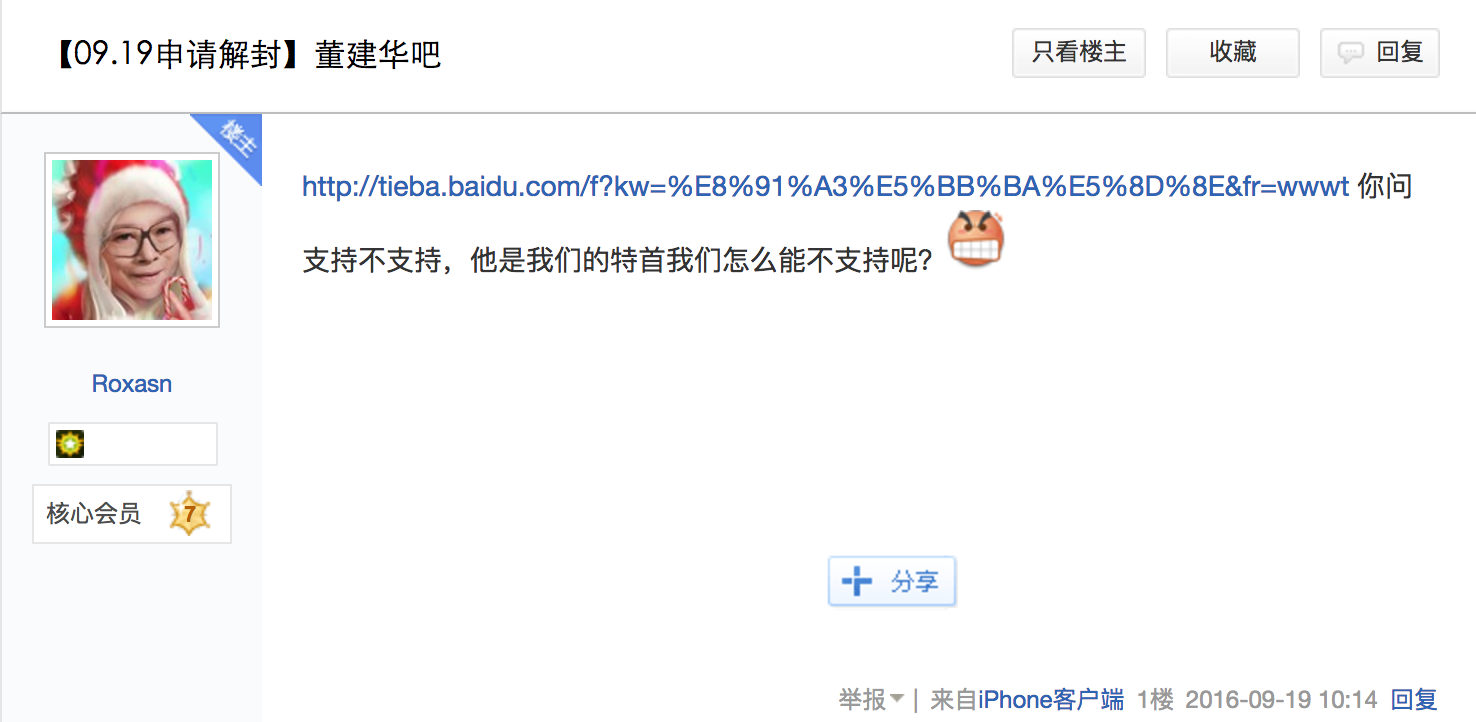 【09.19申请解封】董建华吧
只看楼主
收藏
回复
楼主
http://tieba.baidu.com/f?kw=%E8%91%A3%E5%BB%BA%E5%8D%8E&fr=wwwt 你问
支持不支持，他是我们的特首我们怎么能不支持呢？
Roxasn
核心会员 7
分享
举报 | 来自iPhone客户端 1楼 2016-09-19 10:14 回复